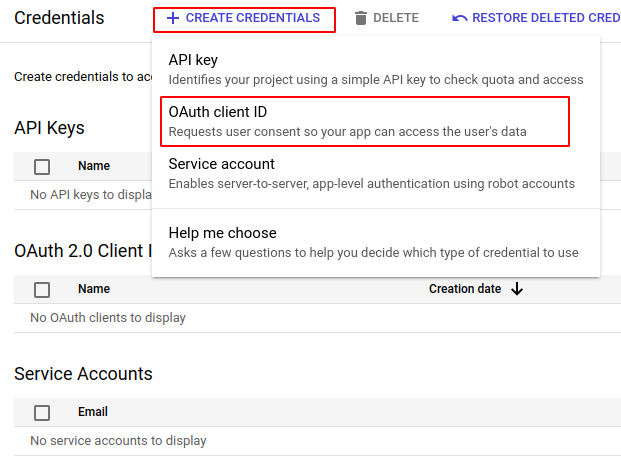 Credentials
CREATE CREDENTIALS
DELETE
RESTORE DELETED CRED
Create credentials to acc
API key
Identifies your project using a simple API key to check quota and access
OAuth client ID
Requests user consent so your app can access the user's data
Service account
Enables server-to-server, app-level authentication using robot accounts
Help me choose
Asks a few questions to help you decide which type of credential to use
API Keys
Name
No API keys to displa
OAuth 2.0 Client I
Name
Creation date
No OAuth clients to display
Service Accounts
Email
No service accounts to display